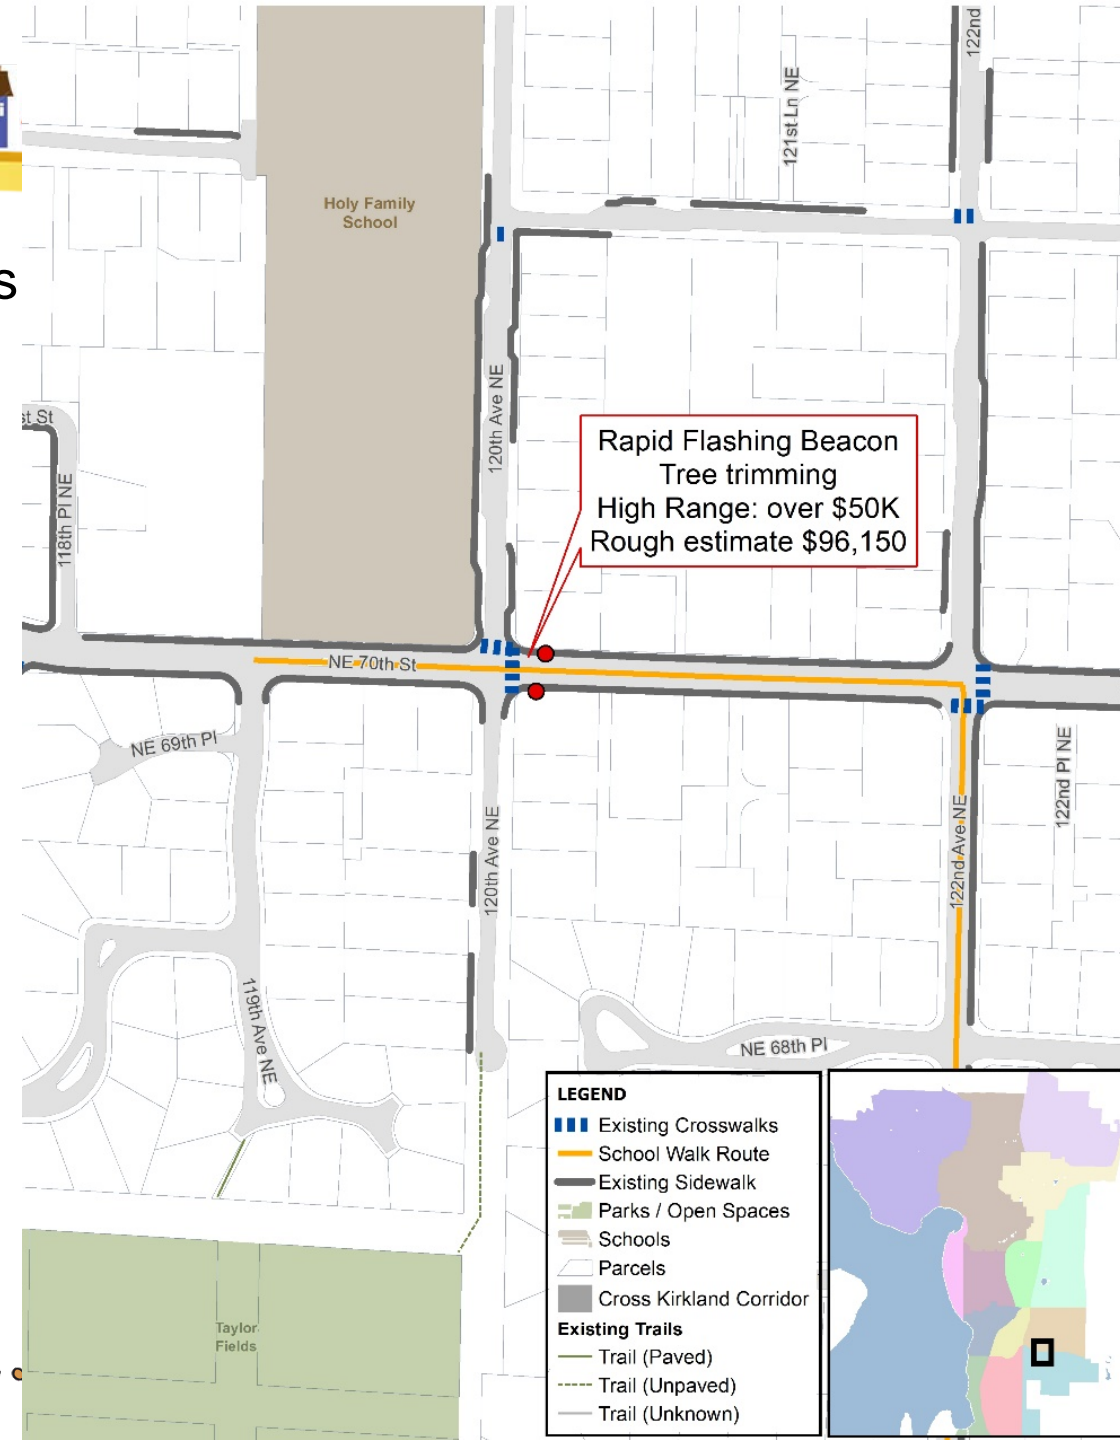 122nd
121st Ln NE
Holy Family
School
s
120th Ave NE
st St
118th Pl NE
Rapid Flashing Beacon
Tree trimming
High Range: over $50K
Rough estimate $96,150
NE 70th St
NE 69th Pl
122nd Pl NE
120th Ave NE
122nd Ave NE
119th Ave NE
NE 68th Pl
LEGEND
Existing Crosswalks
School Walk Route
Existing Sidewalk
Parks / Open Spaces
Schools
Parcels
Cross Kirkland Corridor
Existing Trails
Trail (Paved)
Trail (Unpaved)
Trail (Unknown)
Taylor
Fields